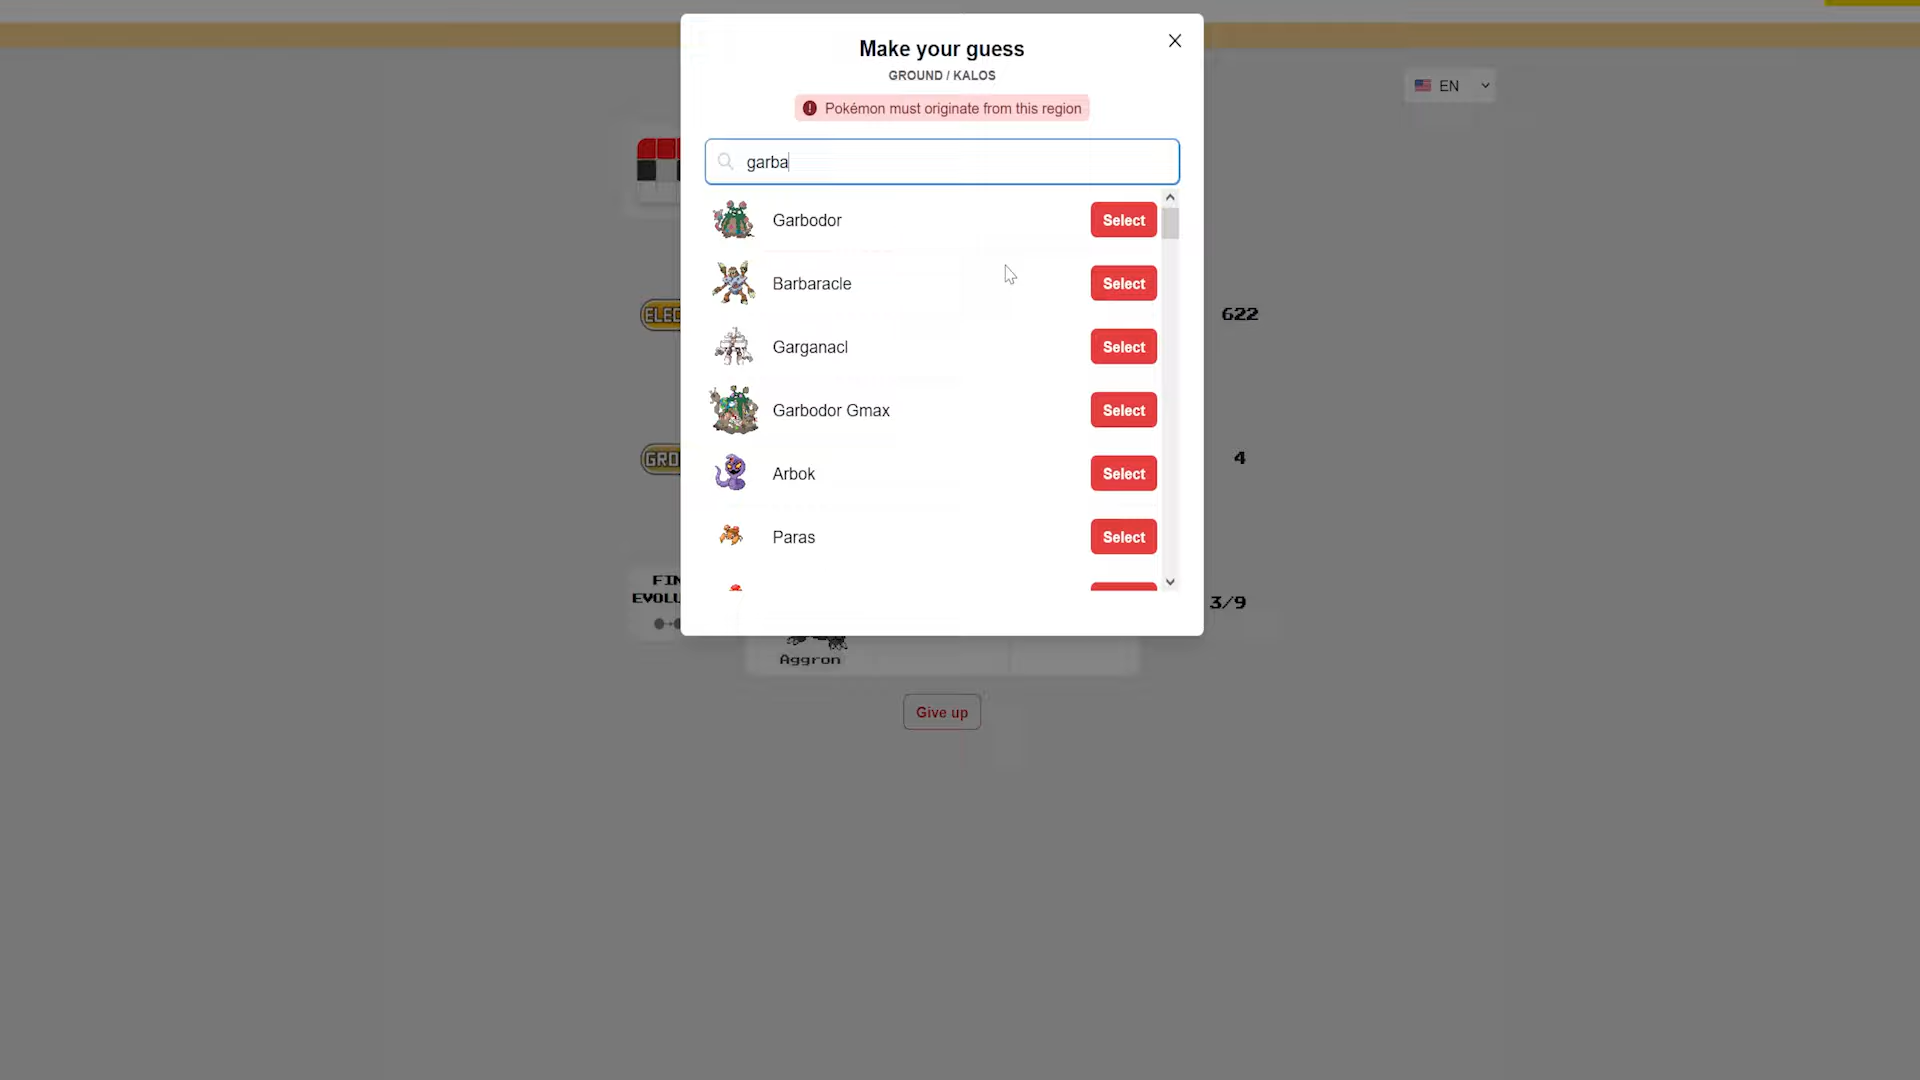 Make your guess
GROUND / KALOS
Pokémon must originate from this region
EN
garba
Garbodor Select
Barbaracle Select
Garganacl Select
Garbodor Gmax Select
Arbok Select
Paras Select
622
4
3/9
Aggron
Give up